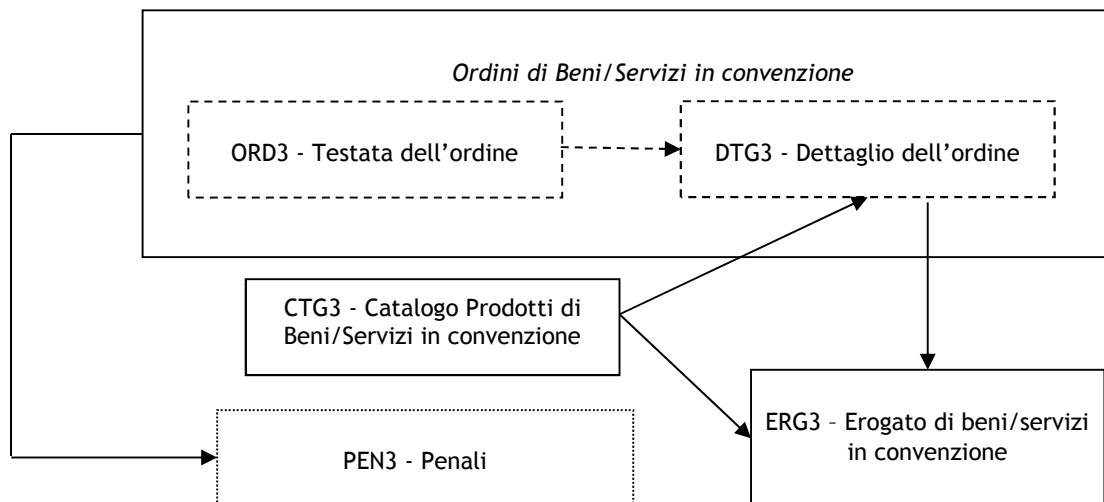 Ordini di Beni/Servizi in convenzione
ORD3 - Testata dell’ordine
DTG3 - Dettaglio dell’ordine
CTG3 - Catalogo Prodotti di
Beni/Servizi in convenzione
ERG3 – Erogato di beni/servizi
in convenzione
PEN3 - Penali